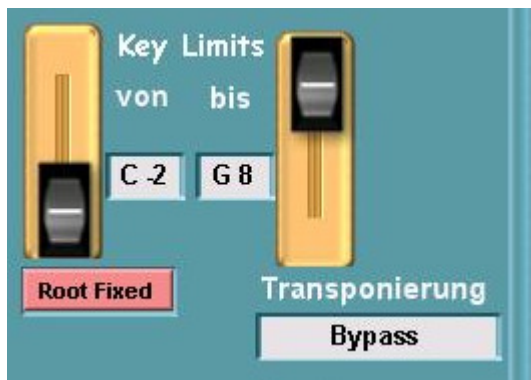 Key Limits
von bis
C -2 G 8
Root Fixed
Transponierung
Bypass